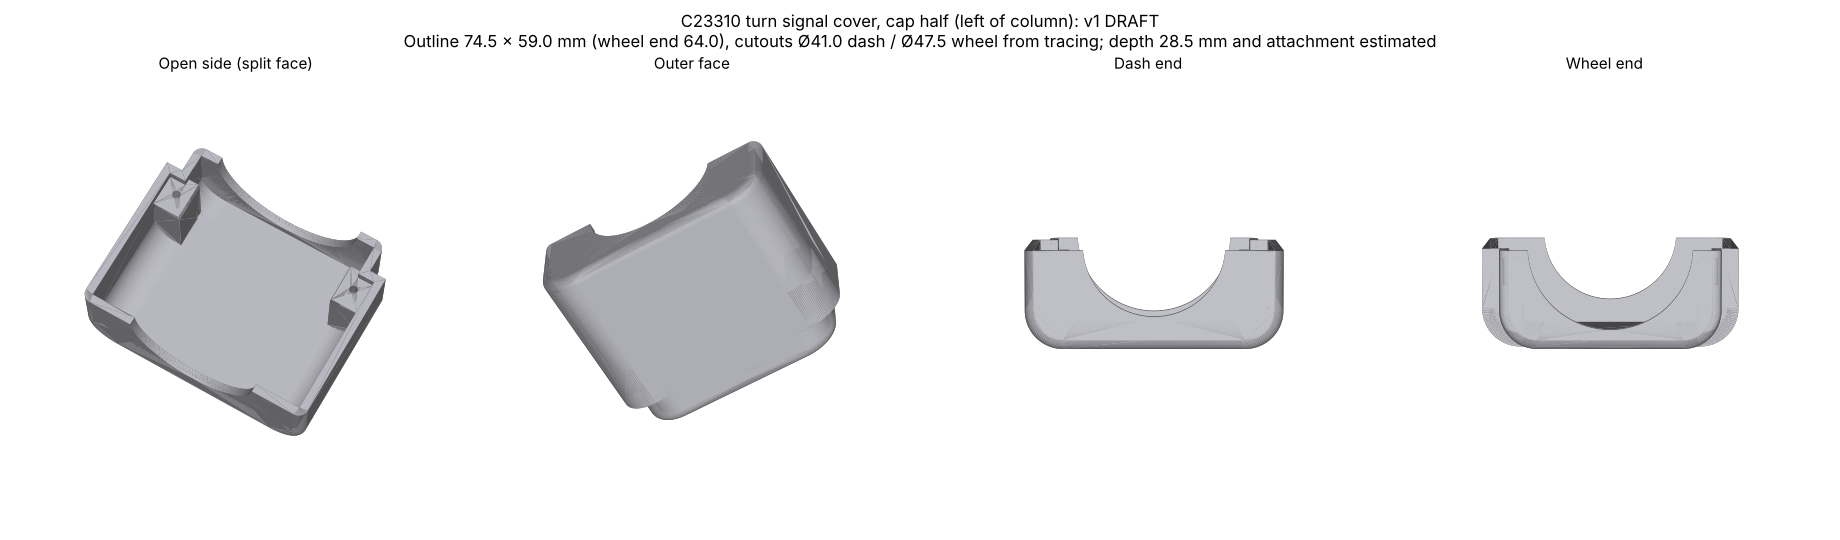 C23310 turn signal cover, cap half (left of column): v1 DRAFT
Outline 74.5 × 59.0 mm (wheel end 64.0), cutouts Ø41.0 dash / Ø47.5 wheel from tracing; depth 28.5 mm and attachment estimated
Open side (split face)
Outer face
Dash end
Wheel end